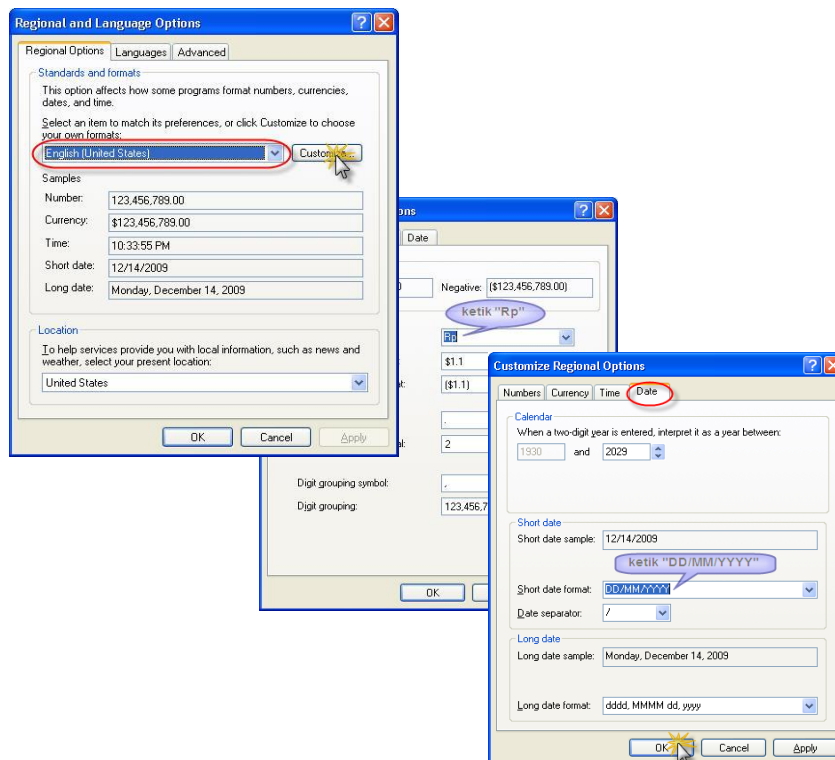 Regional and Language Options
Regional Options Languages Advanced
Standards and formats
This option affects how some programs format numbers, currencies,
dates, and time.
Select an item to match its preferences, or click Customize to choose
your own formats:
English (United States) Customize...
Samples
Number: 123,456,789.00
Currency: $123,456,789.00
Time: 10:33:55 PM
Short date: 12/14/2009
Long date: Monday, December 14, 2009
Location
To help services provide you with local information, such as news and
weather, select your present location:
United States
OK Cancel Apply
Date
Negative: ($123,456,789.00)
ketik "Rp"
Rp
$1.1
($1.1)
.
2
Digit grouping symbol: ,
Digit grouping: 123,456,7
OK
Customize Regional Options
Numbers Currency Time Date
Calendar
When a two-digit year is entered, interpret it as a year between:
1930 and 2029
Short date
Short date sample: 12/14/2009
ketik "DD/MM/YYYY"
Short date format: DD/MM/YYYY
Date separator: /
Long date
Long date sample: Monday, December 14, 2009
Long date format: dddd, MMMM dd, yyyy
OK Cancel Apply